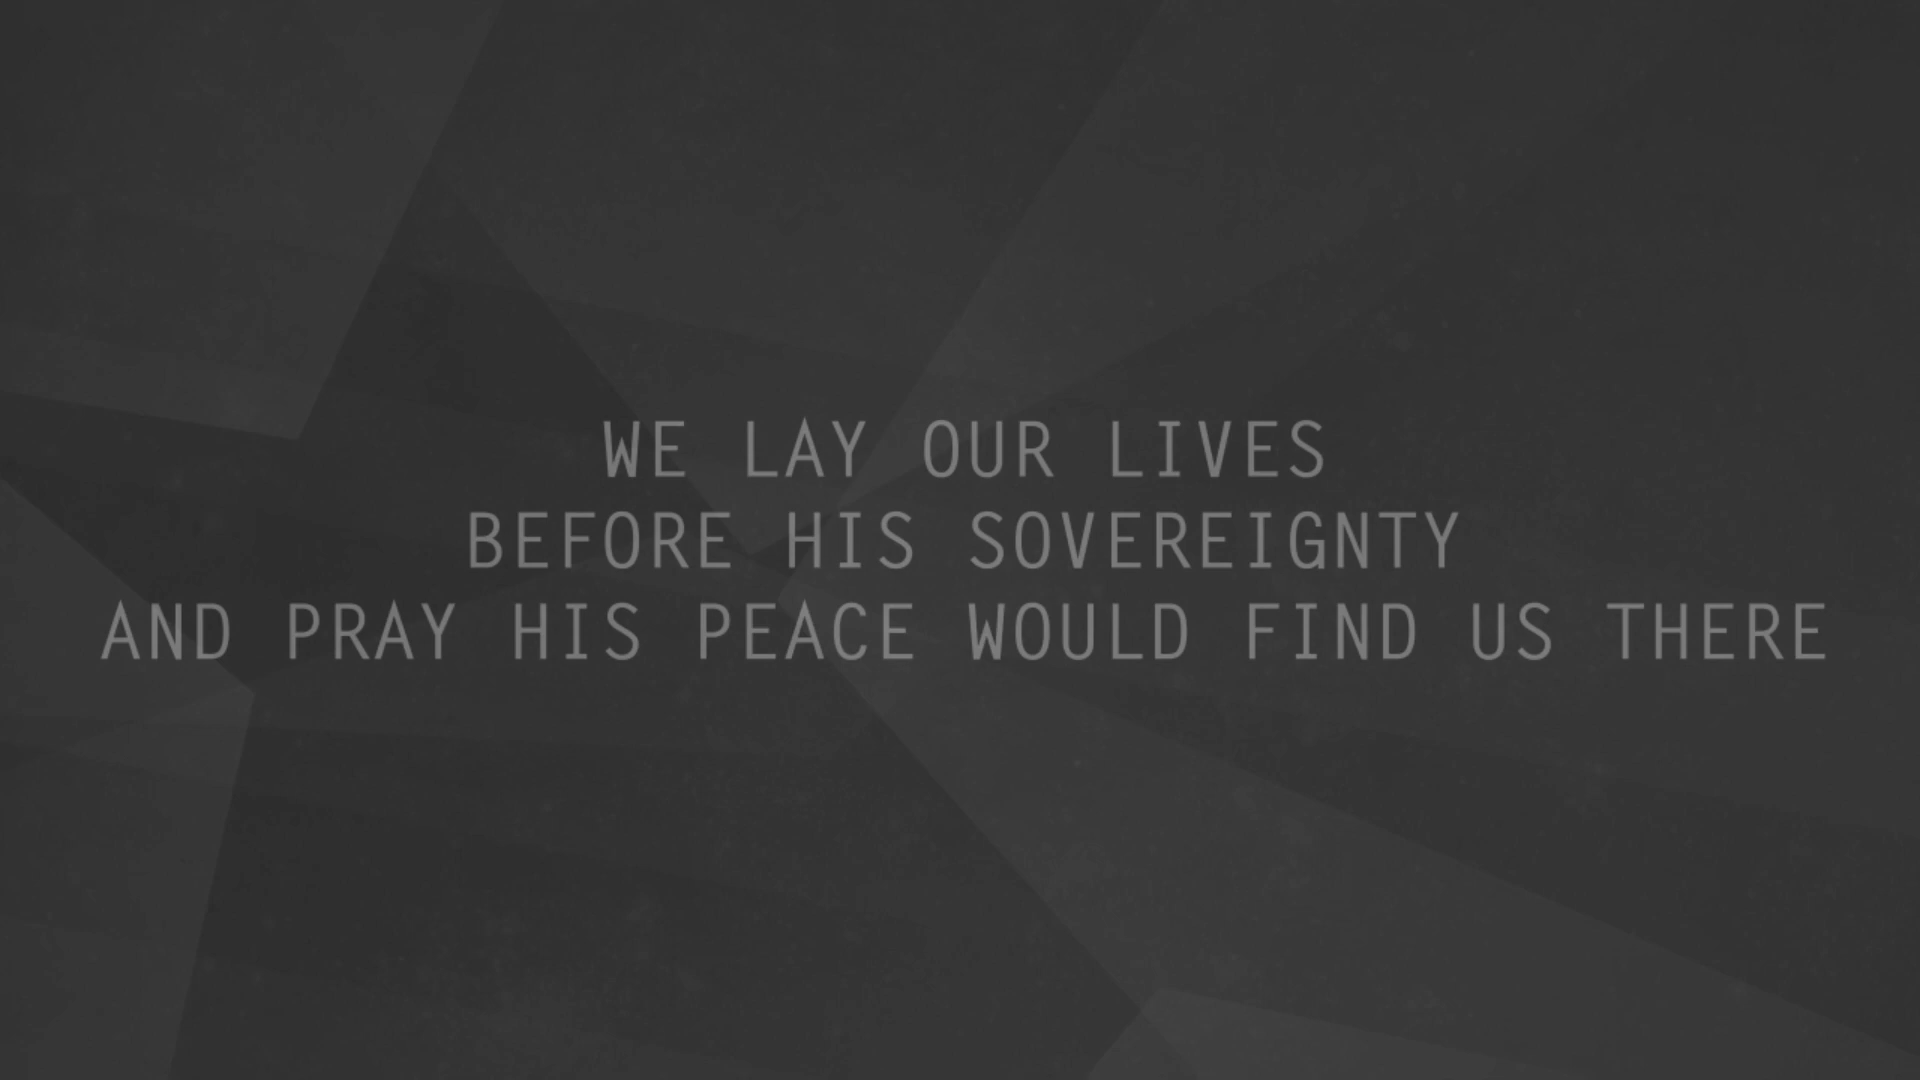 WE LAY OUR LIVES
BEFORE HIS SOVEREIGNTY
AND PRAY HIS PEACE WOULD FIND US THERE